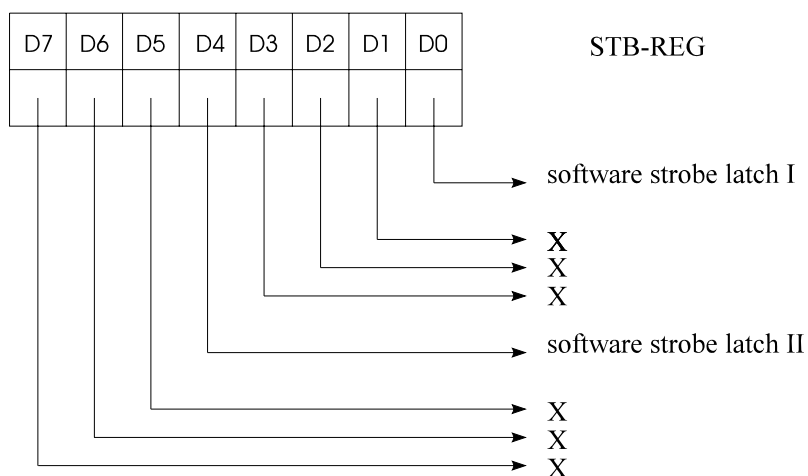 D7 D6 D5 D4 D3 D2 D1 D0
STB-REG
software strobe latch I
X
X
X
software strobe latch II
X
X
X